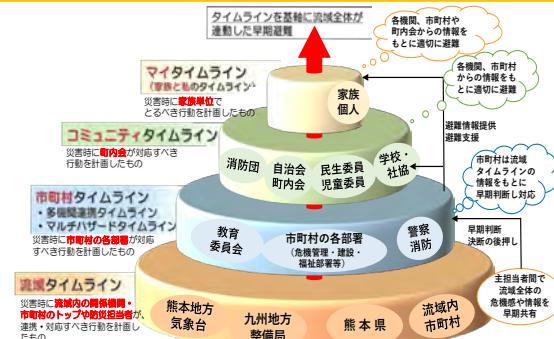 タイムラインを基軸に流域全体が
連動した早期避難
各機関、市町村や
町内会からの情報を
もとに適切に避難
マイタイムライン
(家族と私のタイムライン)
災害時に家族単位で
とるべき行動を計画したもの
家族
個人
各機関、市町村
からの情報をも
とに適切に避難
コミュニティタイムライン
災害時に町内会が対応すべき
行動を計画したもの
消防団
自治会
町内会
民生委員
児童委員
学校・
社協
避難情報提供
避難支援
市町村タイムライン
・多機関連携タイムライン
・マルチハザードタイムライン
災害時に市町村の各部署が対応
すべき行動を計画したもの
教育
委員会
市町村の各部署
(危機管理・建設・
福祉部署等)
警察
消防
市町村は流域
タイムラインの
情報をもとに
早期判断し対応
早期判断
決断の後押し
流域タイムライン
災害時に流域内の関係機関・
市町村のトップや防災担当者が、
連携・対応すべき行動を計画し
たもの
熊本地方
気象台
九州地方
整備局
熊本県
流域内
市町村
主担当者間で
流域全体の
危機感や情報を
早期共有